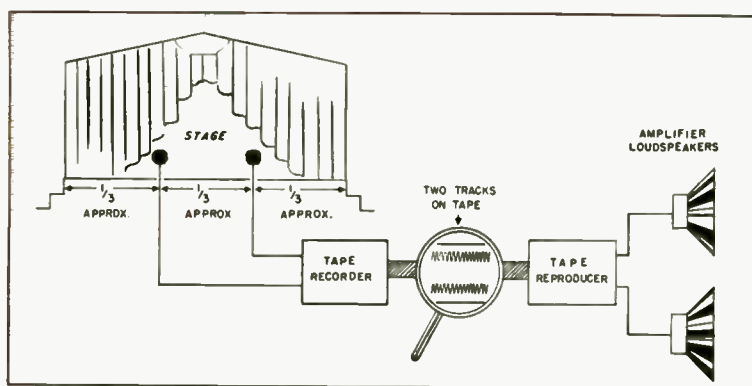 STAGE
1/3
1/3
1/3
APPROX.
APPROX
APPROX.
AMPLIFIER
LOUDSPEAKERS
TWO TRACKS
ON TAPE
TAPE
RECORDER
TAPE
REPRODUCER